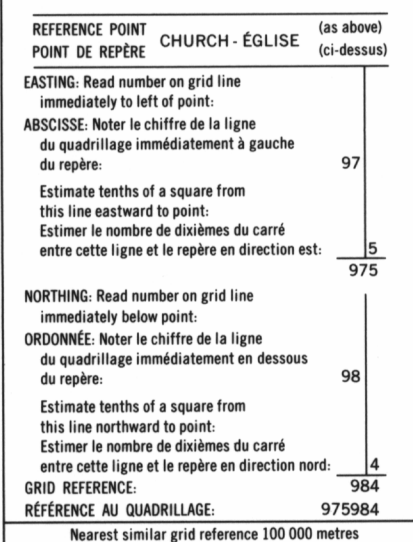 REFERENCE POINT CHURCH - ÉGLISE (as above)
POINT DE REPÈRE (ci-dessus)
EASTING: Read number on grid line
immediately to left of point:
ABSCISSE: Noter le chiffre de la ligne
du quadrillage immédiatement à gauche
du repère: 97
Estimate tenths of a square from
this line eastward to point:
Estimer le nombre de dixièmes du carré
entre cette ligne et le repère en direction est: 5
975
NORTHING: Read number on grid line
immediately below point:
ORDONNÉE: Noter le chiffre de la ligne
du quadrillage immédiatement en dessous
du repère: 98
Estimate tenths of a square from
this line northward to point:
Estimer le nombre de dixièmes du carré
entre cette ligne et le repère en direction nord: 4
GRID REFERENCE: 984
RÉFÉRENCE AU QUADRILLAGE: 975984
Nearest similar grid reference 100 000 metres